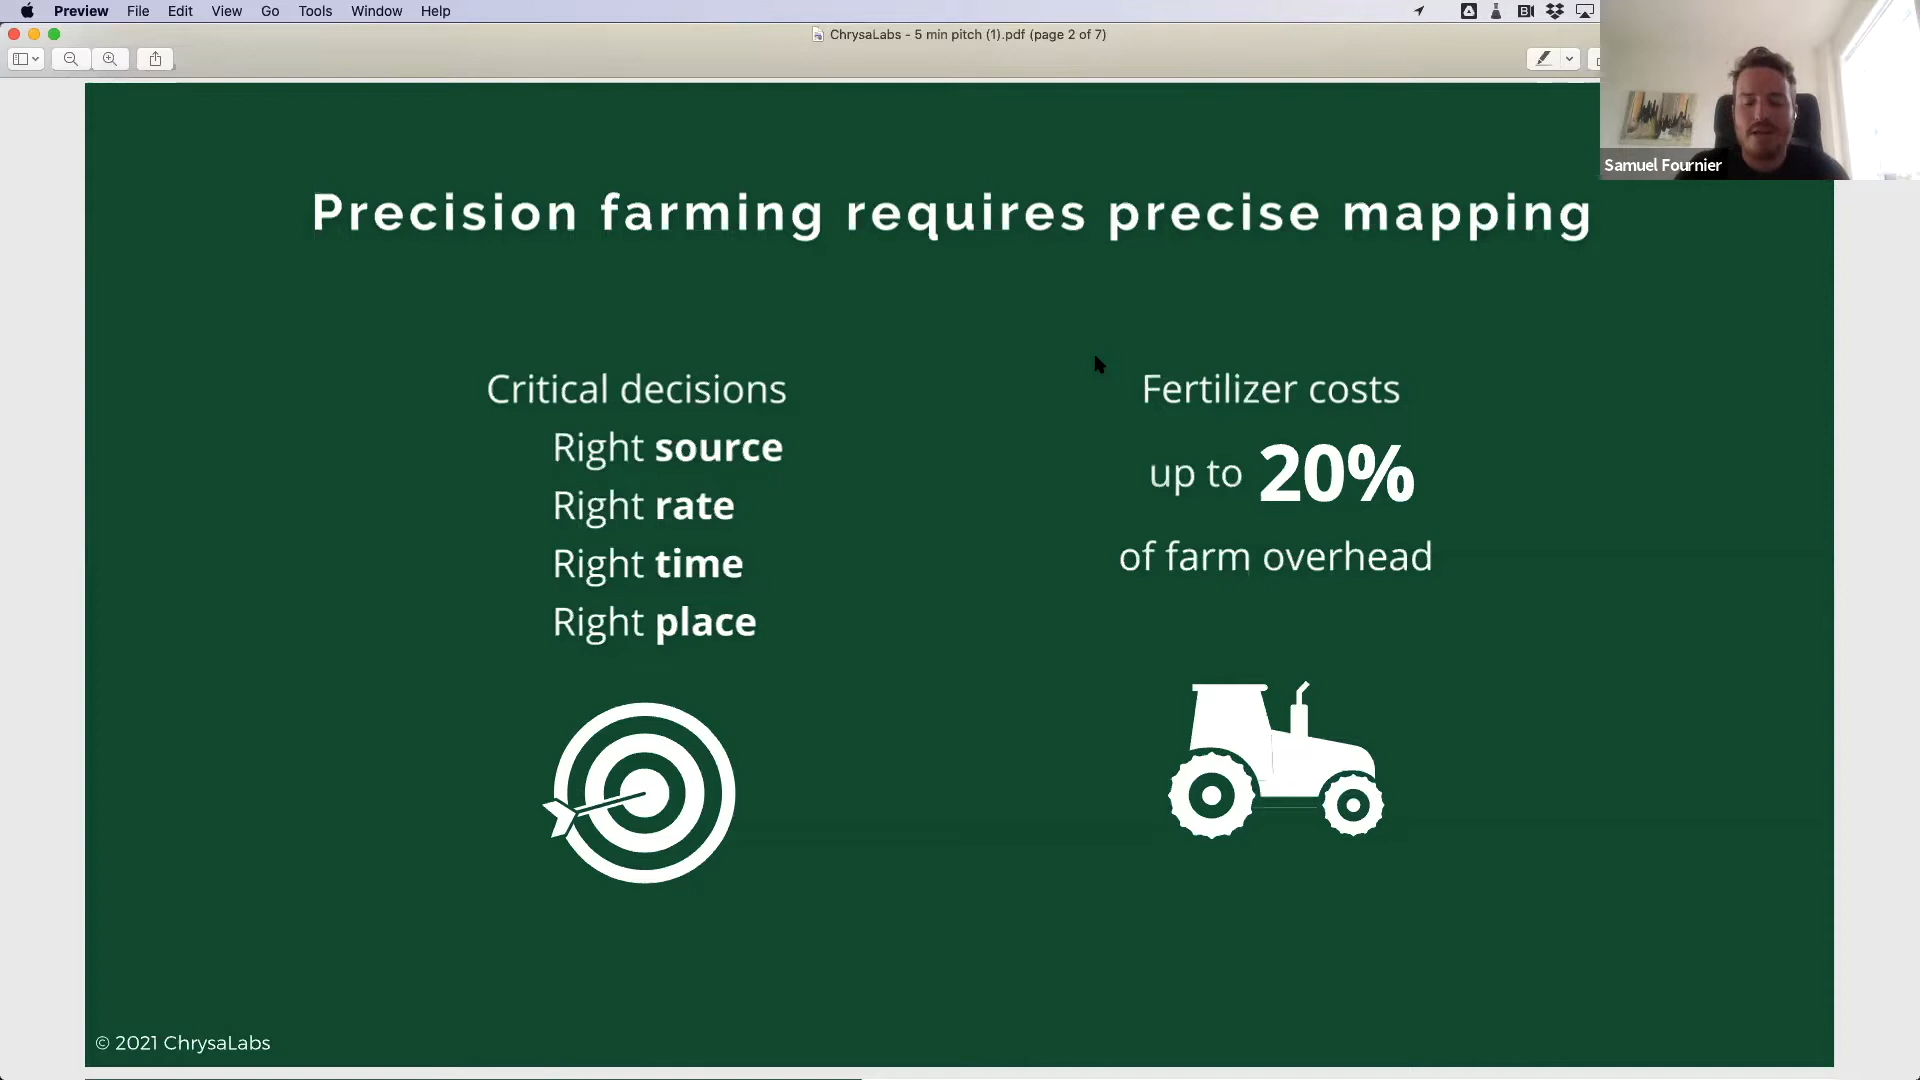 Preview File Edit View Go Tools Window Help
ChrysaLabs - 5 min pitch (1).pdf (page 2 of 7)
Samuel Fournier
Precision farming requires precise mapping
Critical decisions
Right source
Right rate
Right time
Right place
Fertilizer costs
up to 20%
of farm overhead
© 2021 ChrysaLabs